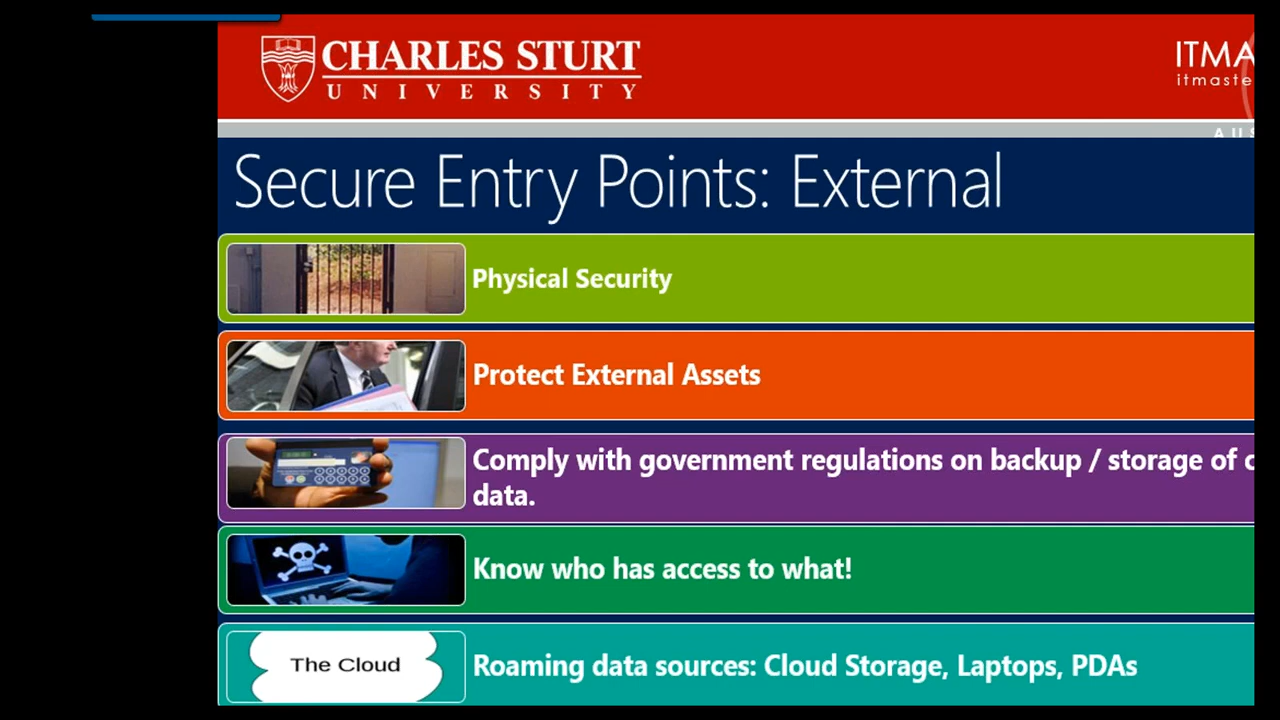 CHARLES STURT
UNIVERSITY
ITMA
itmaste
AUS
Secure Entry Points: External
Physical Security
Protect External Assets
Comply with government regulations on backup / storage of c
data.
Know who has access to what!
The Cloud
Roaming data sources: Cloud Storage, Laptops, PDAs